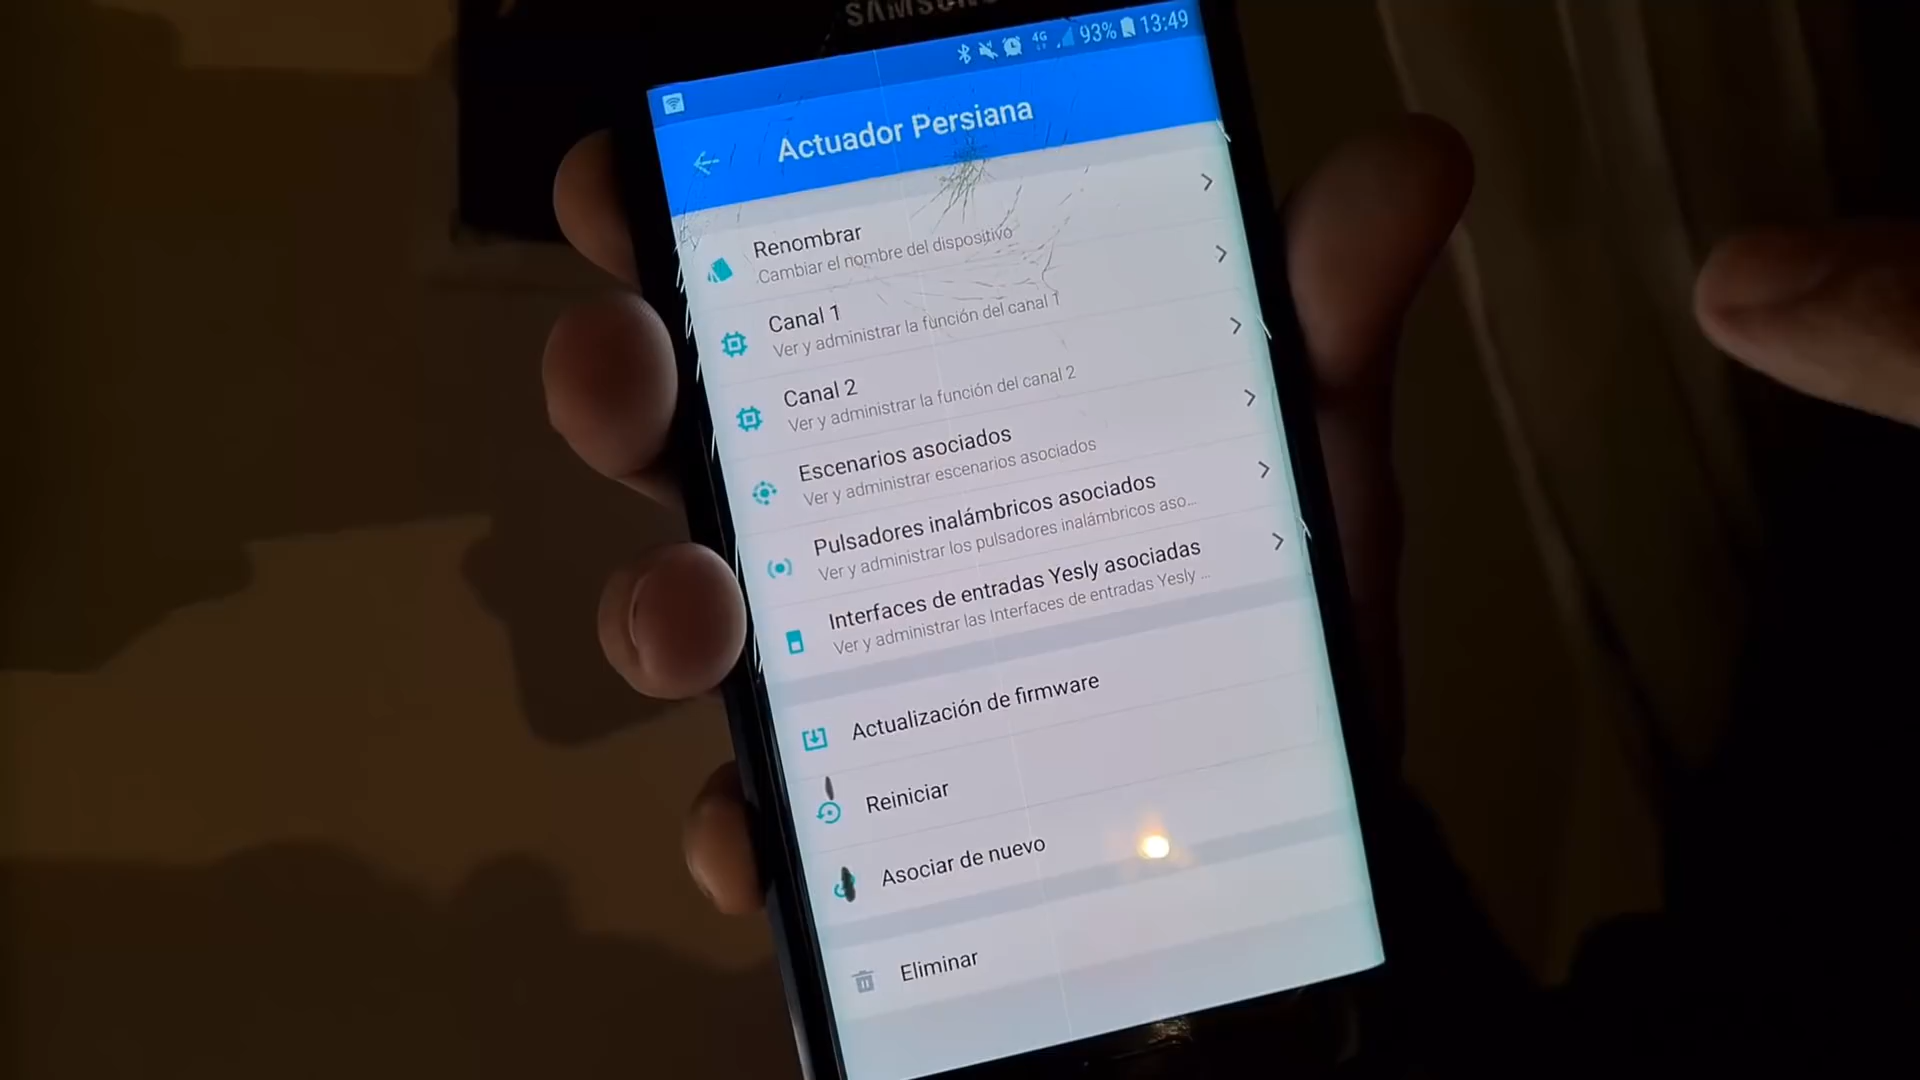 SAMSUNG
4G 93% 13:49
Actuador Persiana
Renombrar
Cambiar el nombre del dispositivo
Canal 1
Ver y administrar la función del canal 1
Canal 2
Ver y administrar la función del canal 2
Escenarios asociados
Ver y administrar escenarios asociados
Pulsadores inalámbricos asociados
Ver y administrar los pulsadores inalámbricos aso...
Interfaces de entradas Yesly asociadas
Ver y administrar las Interfaces de entradas Yesly ...
Actualización de firmware
Reiniciar
Asociar de nuevo
Eliminar